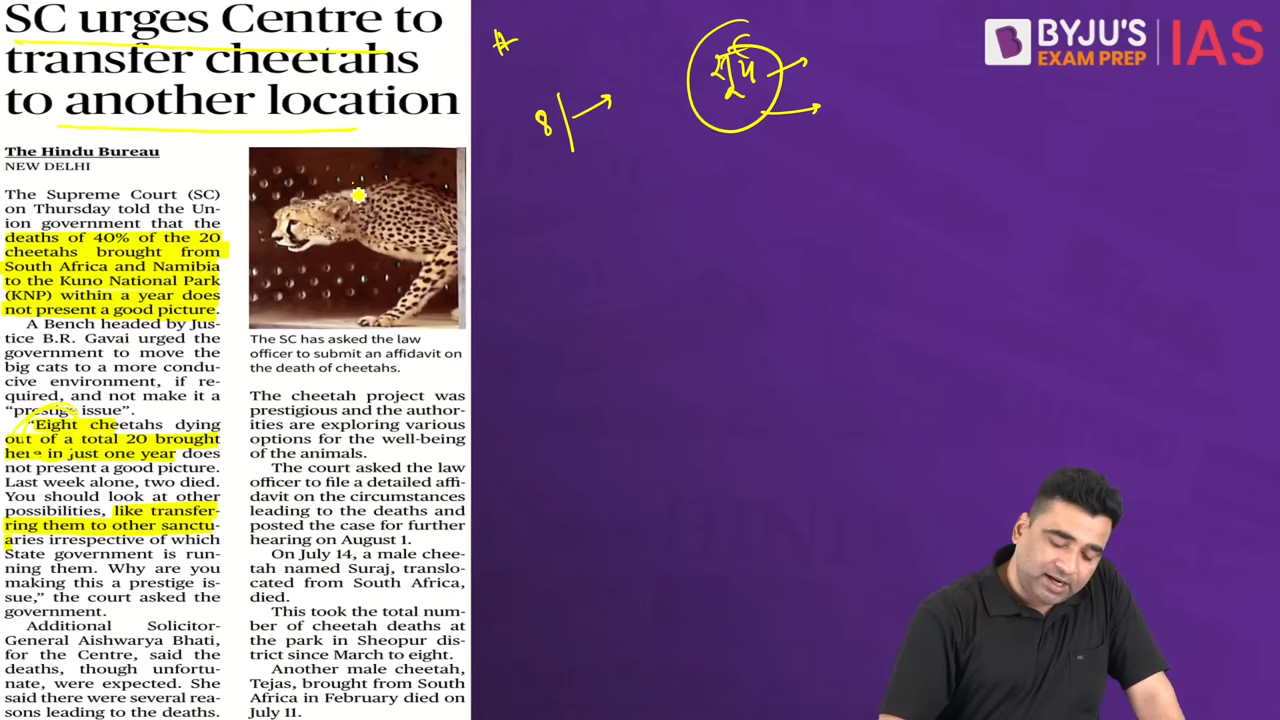 SC urges Centre to
transfer cheetahs
to another location
The Hindu Bureau
NEW DELHI
The Supreme Court (SC)
on Thursday told the Un-
ion government that the
deaths of 40% of the 20
cheetahs brought from
South Africa and Namibia
to the Kuno National Park
(KNP) within a year does
not present a good picture.
A Bench headed by Jus-
tice B.R. Gavai urged the
government to move the
big cats to a more condu-
cive environment, if re-
quired, and not make it a
“prestige issue”.
“Eight cheetahs dying
out of a total 20 brought
here in just one year does
not present a good picture.
Last week alone, two died.
You should look at other
possibilities, like transfer-
ring them to other sanctu-
aries irrespective of which
State government is run-
ning them. Why are you
making this a prestige is-
sue,” the court asked the
government.
Additional Solicitor-
General Aishwarya Bhati,
for the Centre, said the
deaths, though unfortu-
nate, were expected. She
said there were several rea-
sons leading to the deaths.
The SC has asked the law
officer to submit an affidavit on
the death of cheetahs.
The cheetah project was
prestigious and the author-
ities are exploring various
options for the well-being
of the animals.
The court asked the law
officer to file a detailed affi-
davit on the circumstances
leading to the deaths and
posted the case for further
hearing on August 1.
On July 14, a male chee-
tah named Suraj, translo-
cated from South Africa,
died.
This took the total num-
ber of cheetah deaths at
the park in Sheopur dis-
trict since March to eight.
Another male cheetah,
Tejas, brought from South
Africa in February died on
July 11.
8
BYJU'S
EXAM PREP
IAS